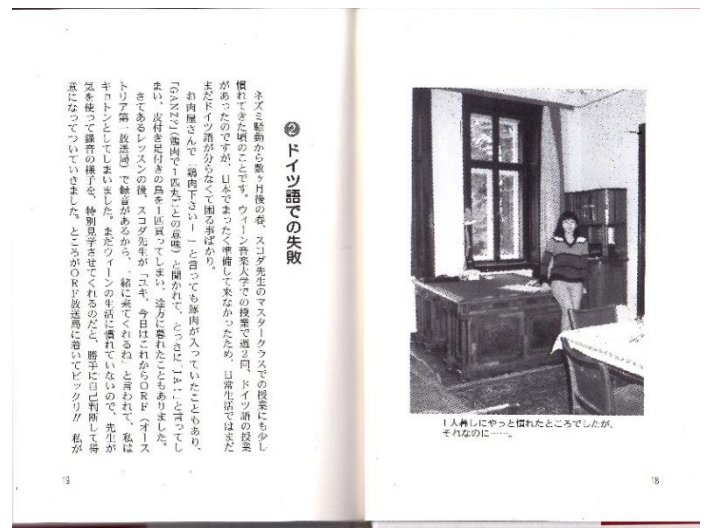 1人暮しにやっと慣れたところでしたが、
それなのに……。
18
❷ドイツ語での失敗
ネズミ騒動から数ヶ月後の春、スコダ先生のマスタークラスでの授業にも少し
慣れてきた頃のことです。ウィーン音楽大学での授業で週2回、ドイツ語の授業
があったのですが、日本でまったく準備して来なかったため、日常生活ではまだ
まだドイツ語が分らなくて困る事ばかり。
お肉屋さんで「鶏肉下さいー」と言っても豚肉が入っていたこともあり、
「GANZ?」(鶏肉で1匹丸ごとの意味)と聞かれて、とっさに「JA!」と言ってし
まい、皮付き足付きの鳥を1匹買ってしまい、途方に暮れたこともありました。
さてあるレッスンの後、スコダ先生が「ユキ、今日はこれからORF(オース
トリア第一放送局)で録音があるから、一緒に来てくれるね」と言われて、私は
キョトンとしてしまいました。まだウィーンの生活に慣れていないので、先生が
気を使って録音の様子を、特別見学させてくれるのだと、勝手に自己判断して得
意になってついていきました。ところがORF放送局に着いてビックリ!! 私が
19